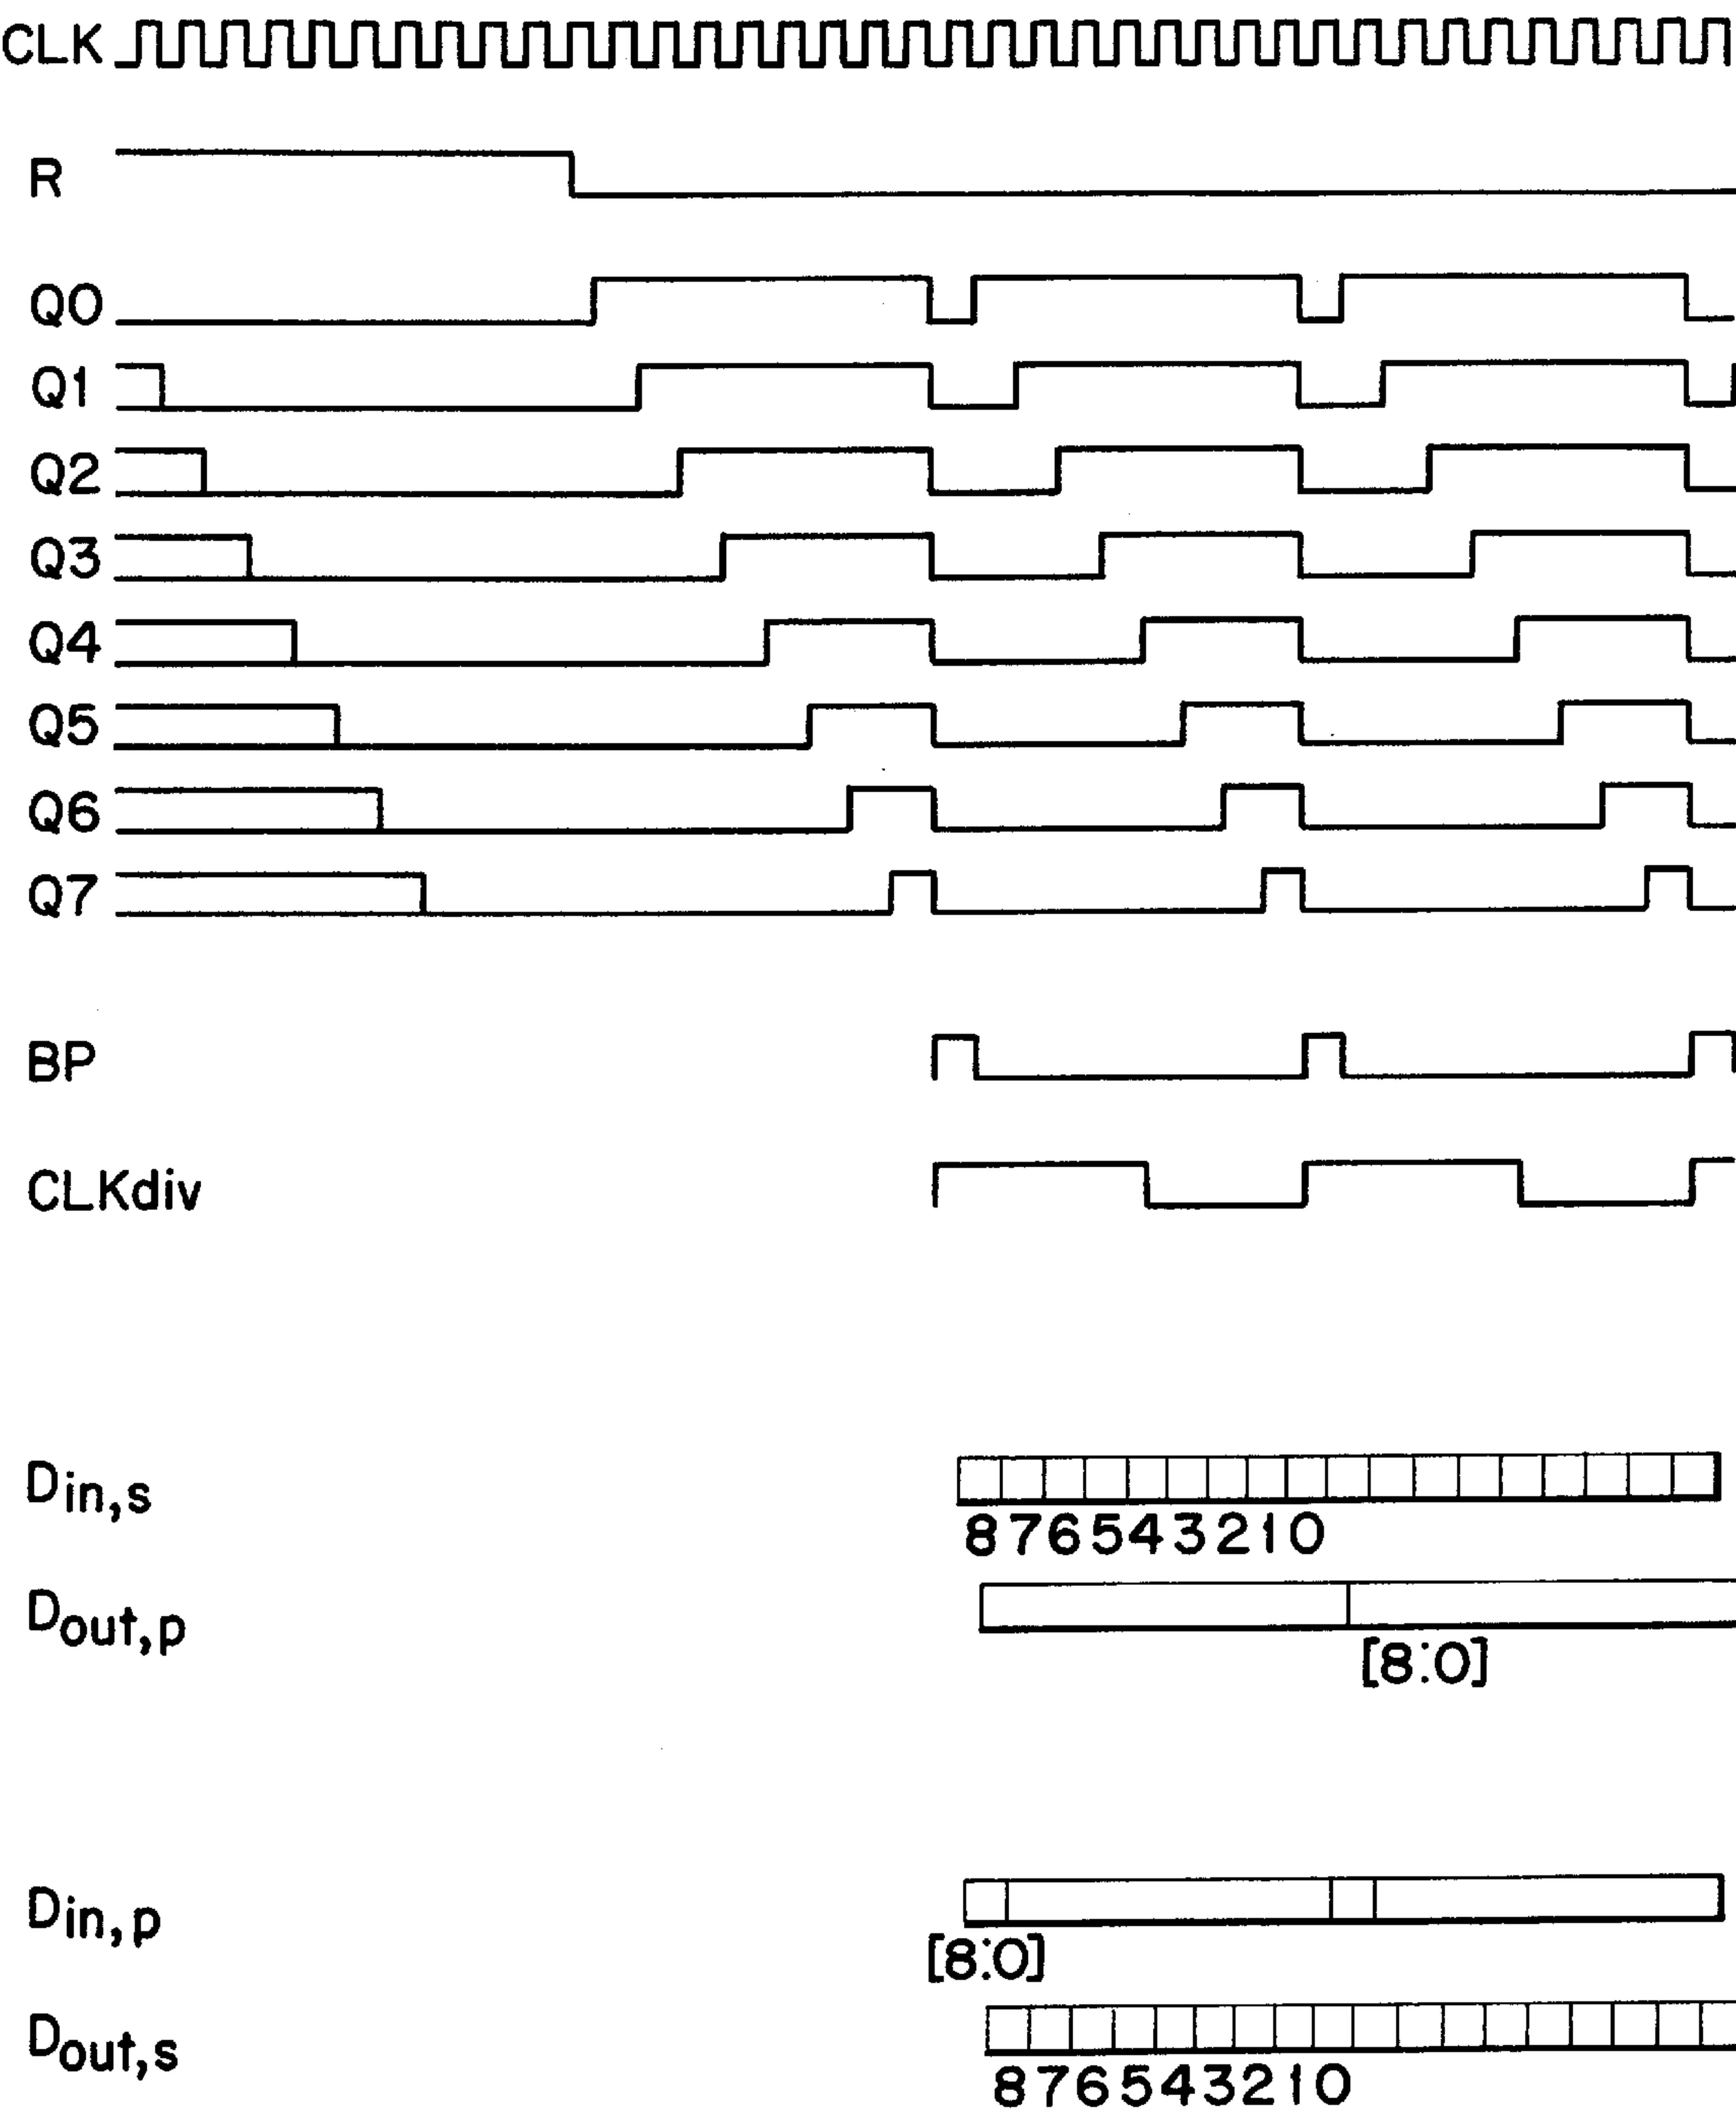 CLK
R
Q0
Q1
Q2
Q3
Q4
Q5
Q6
Q7
BP
CLKdiv
Din,s
876543210
Dout,p
[8:0]
Din,p
[8:0]
Dout,s
876543210